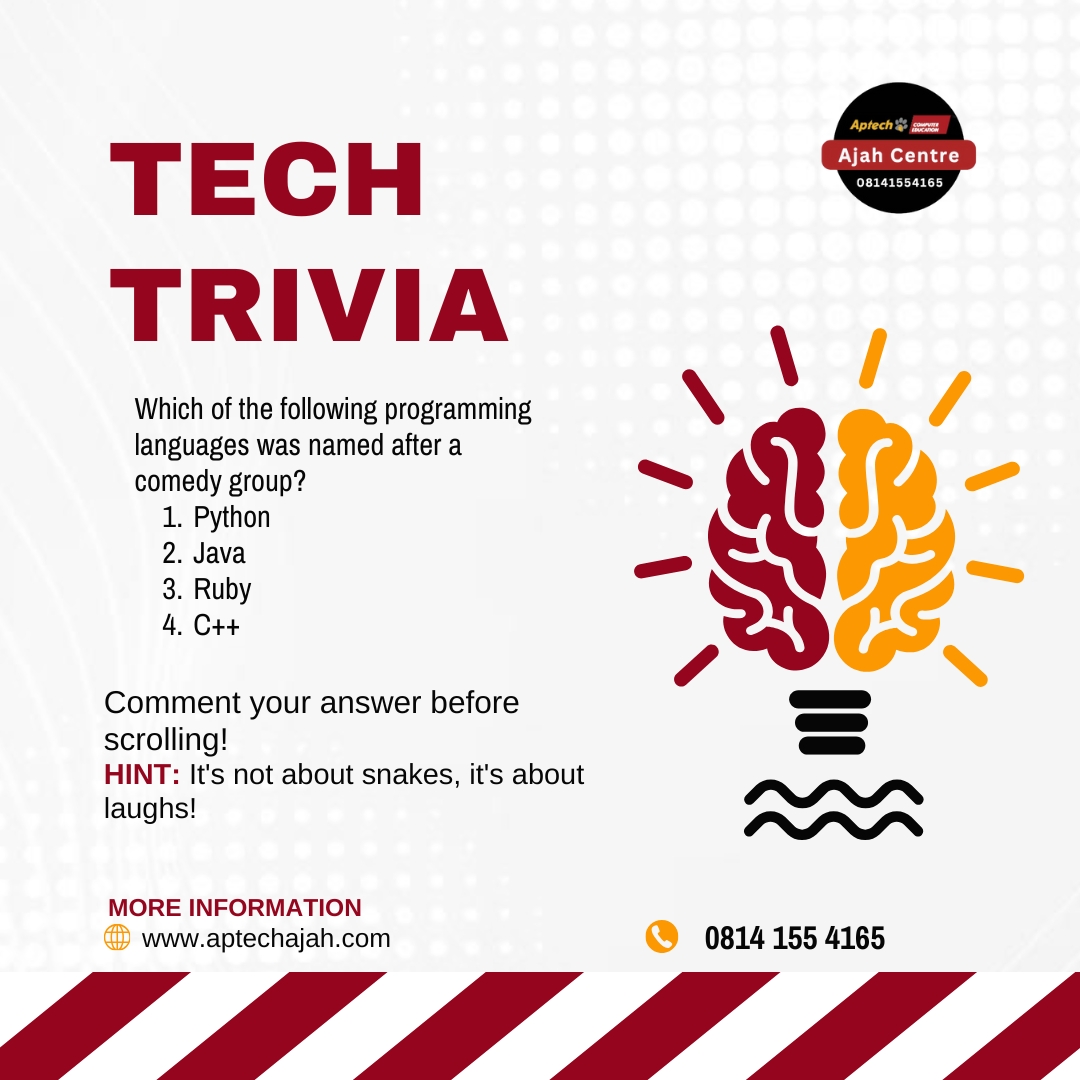 Aptech COMPUTER EDUCATION
Ajah Centre
08141554165
TECH
TRIVIA
Which of the following programming
languages was named after a
comedy group?
1. Python
2. Java
3. Ruby
4. C++
Comment your answer before
scrolling!
HINT: It's not about snakes, it's about
laughs!
MORE INFORMATION
www.aptechajah.com
0814 155 4165